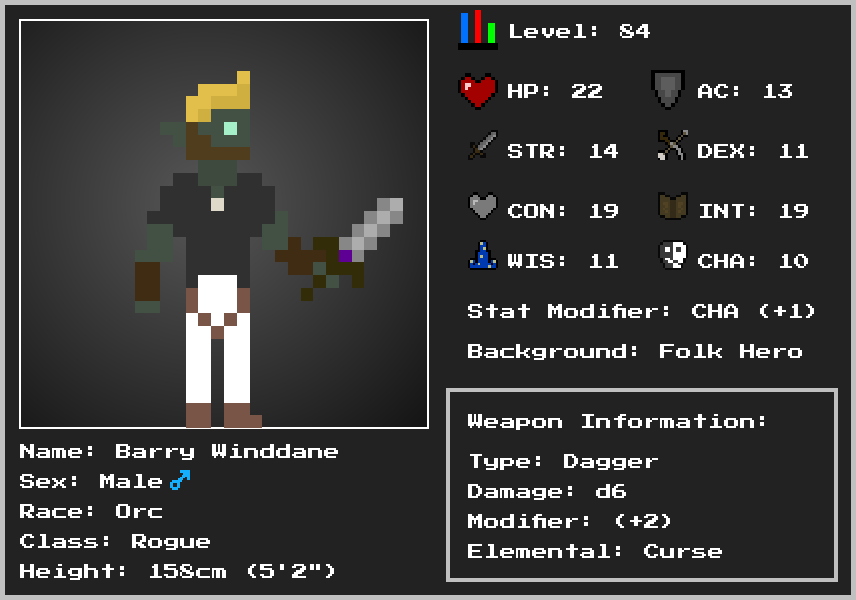 Level: 84
HP: 22 AC: 13
STR: 14 DEX: 11
CON: 19 INT: 19
WIS: 11 CHA: 10
Stat Modifier: CHA (+1)
Background: Folk Hero
Weapon Information:
Type: Dagger
Damage: d6
Modifier: (+2)
Elemental: Curse
Name: Barry Winddane
Sex: Male♂
Race: Orc
Class: Rogue
Height: 158cm (5'2")